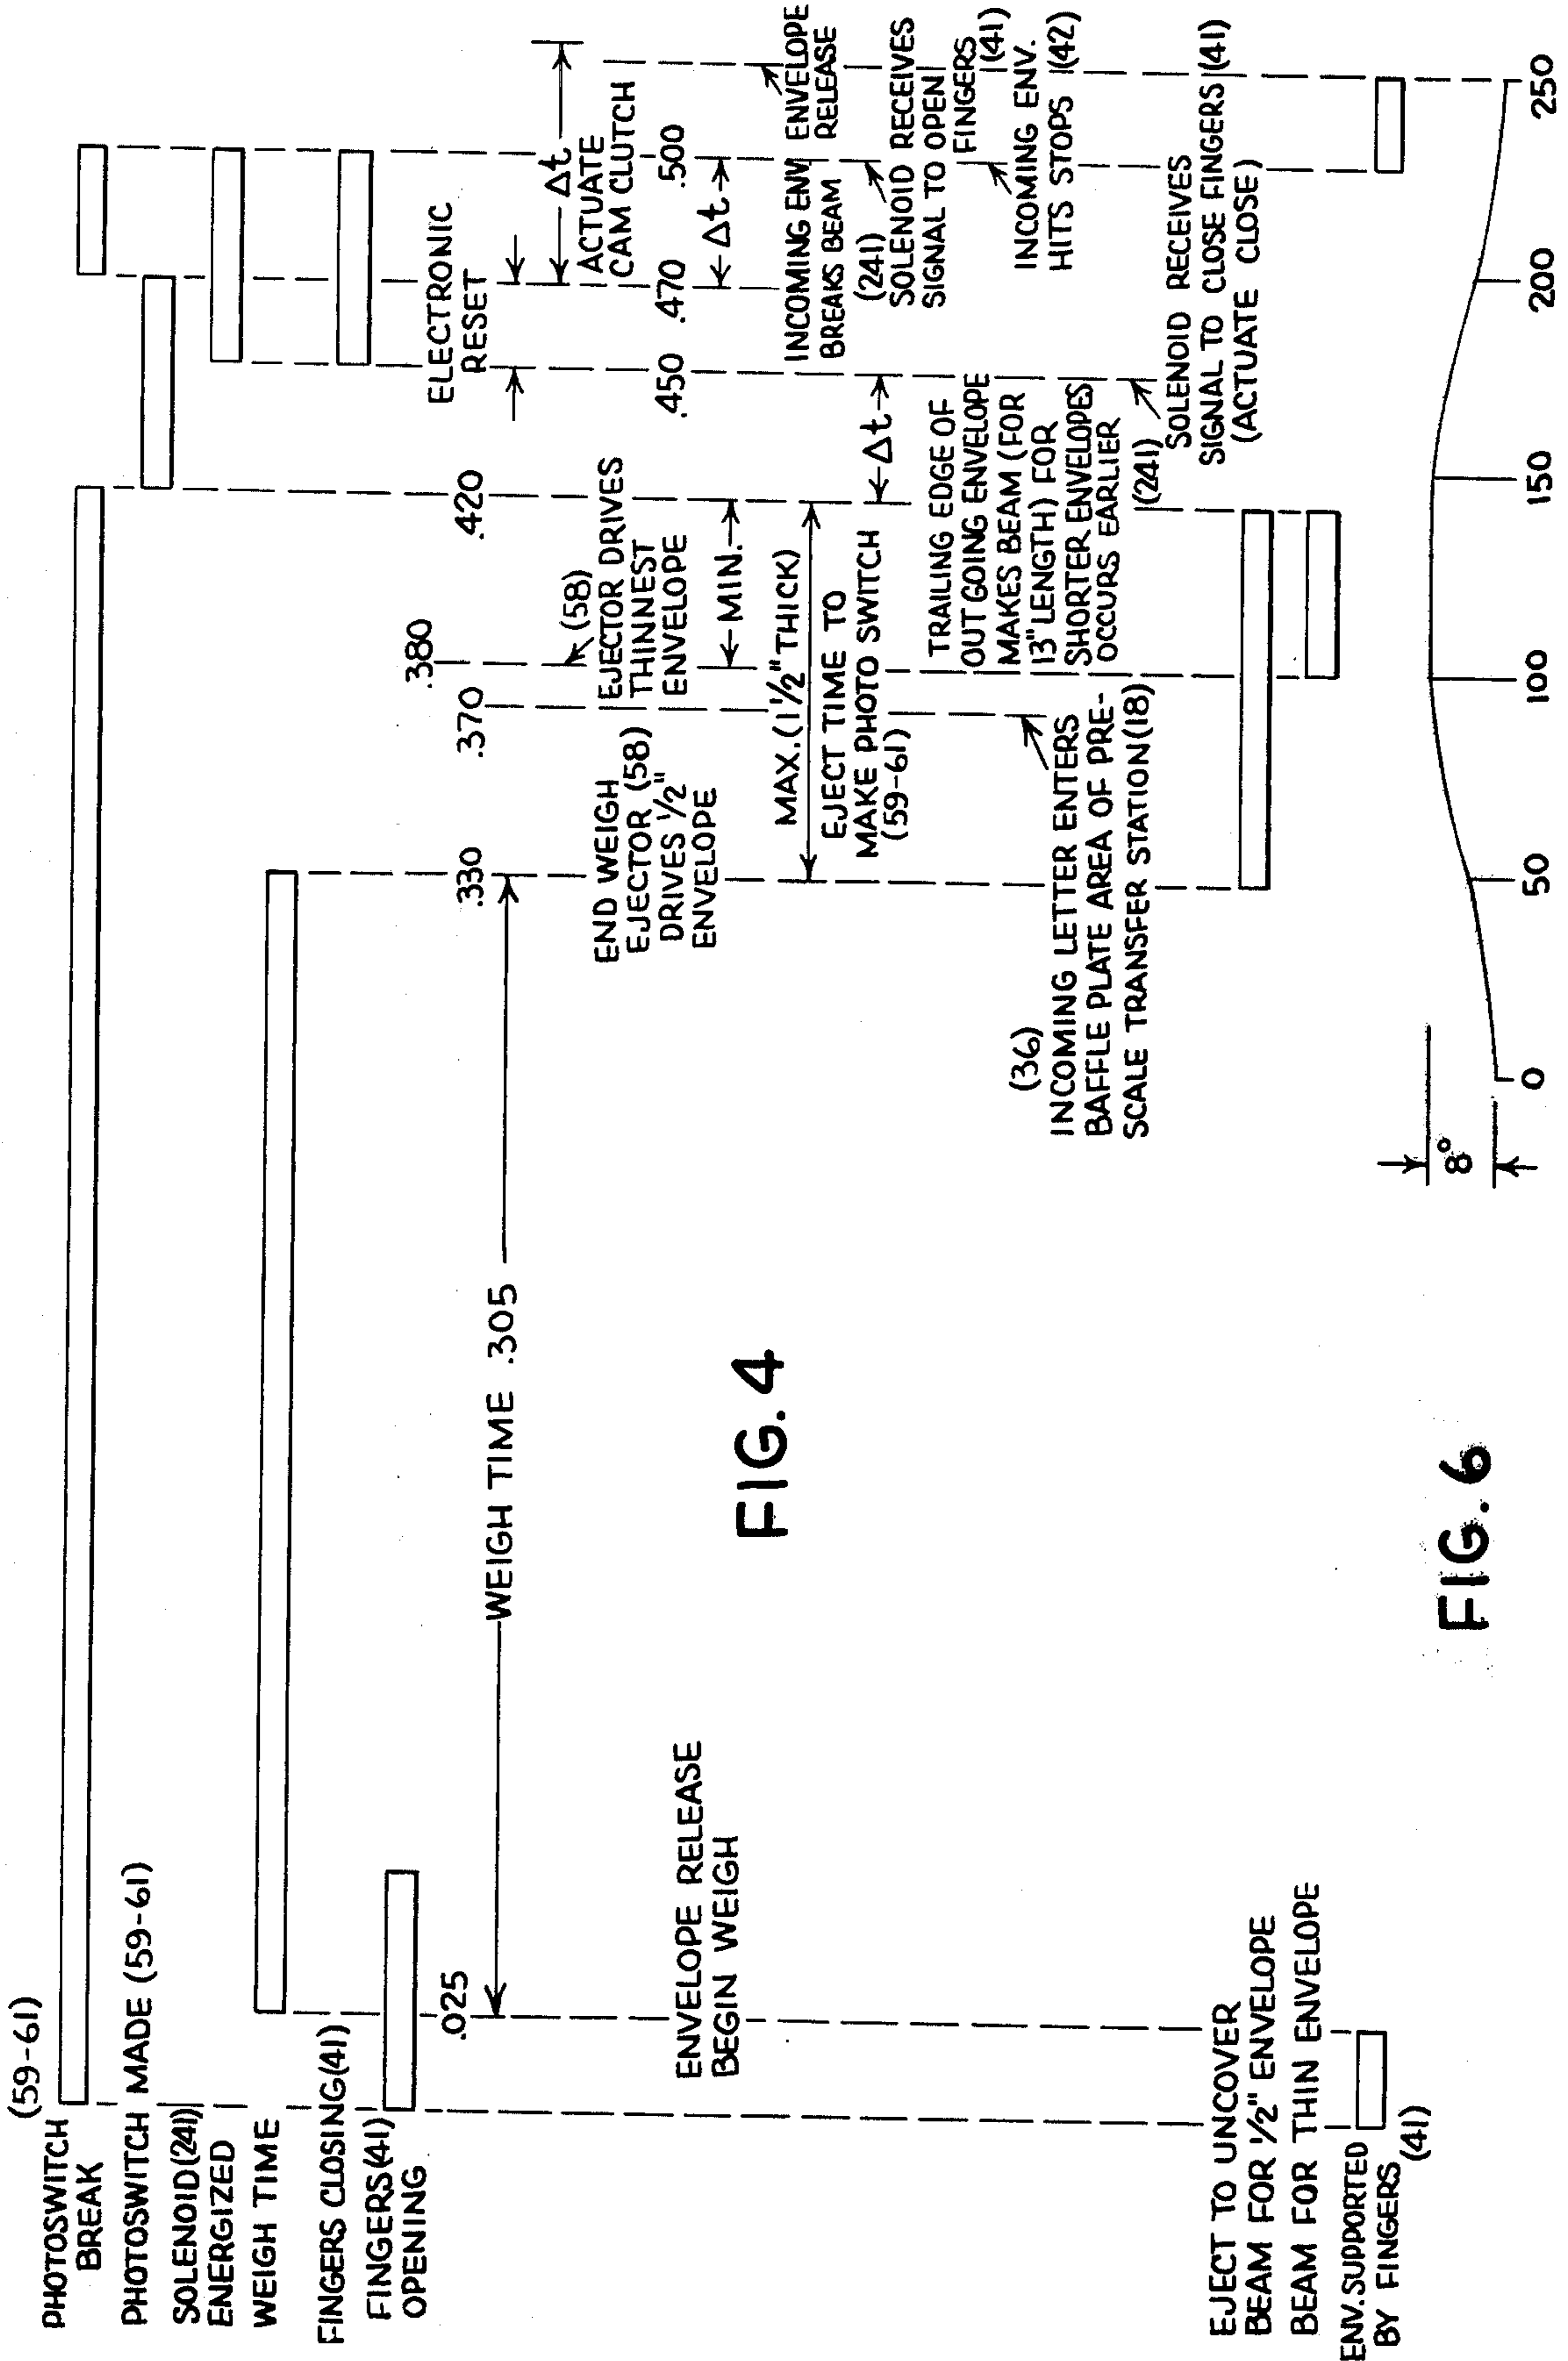 (59-61)
PHOTOSWITCH
BREAK
PHOTOSWITCH MADE (59-61)
SOLENOID(241)
ENERGIZED
WEIGH TIME
FINGERS CLOSING(41)
FINGERS(41)
OPENING
.025
WEIGH TIME .305
.330
.370
.380
.420
.450
.470
.500
ELECTRONIC
RESET
Δt
ACTUATE
CAM CLUTCH
Δt
ENVELOPE RELEASE
BEGIN WEIGH
END WEIGH
EJECTOR (58)
DRIVES 1/2"
ENVELOPE
(58)
EJECTOR DRIVES
THINNEST
ENVELOPE
MIN.
MAX.(1 1/2" THICK)
EJECT TIME TO
MAKE PHOTO SWITCH
(59-61)
Δt
INCOMING ENV
BREAKS BEAM
ENVELOPE
RELEASE
(241)
SOLENOID RECEIVES
SIGNAL TO OPEN
FINGERS
(41)
TRAILING EDGE OF
OUT GOING ENVELOPE
MAKES BEAM (FOR
13" LENGTH) FOR
SHORTER ENVELOPES
OCCURS EARLIER
INCOMING ENV.
HITS STOPS (42)
(36)
INCOMING LETTER ENTERS
BAFFLE PLATE AREA OF PRE-
SCALE TRANSFER STATION(18)
(241)
SOLENOID RECEIVES
SIGNAL TO CLOSE FINGERS (41)
(ACTUATE CLOSE)
FIG. 4
EJECT TO UNCOVER
BEAM FOR 1/2" ENVELOPE
BEAM FOR THIN ENVELOPE
ENV. SUPPORTED
BY FINGERS
(41)
8°
0
50
100
150
200
250
FIG. 6